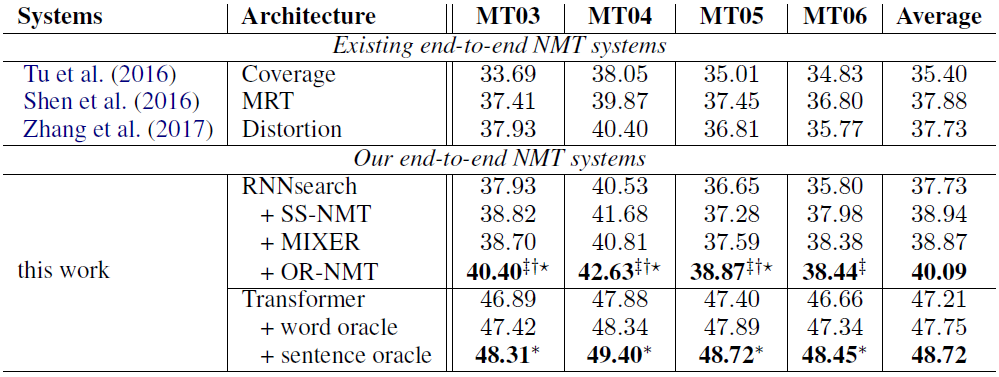 Systems Architecture MT03 MT04 MT05 MT06 Average
Existing end-to-end NMT systems
Tu et al. (2016) Coverage 33.69 38.05 35.01 34.83 35.40
Shen et al. (2016) MRT 37.41 39.87 37.45 36.80 37.88
Zhang et al. (2017) Distortion 37.93 40.40 36.81 35.77 37.73
Our end-to-end NMT systems
RNNsearch 37.93 40.53 36.65 35.80 37.73
+ SS-NMT 38.82 41.68 37.28 37.98 38.94
+ MIXER 38.70 40.81 37.59 38.38 38.87
this work + OR-NMT 40.40‡†⋆ 42.63‡†⋆ 38.87‡†⋆ 38.44‡ 40.09
Transformer 46.89 47.88 47.40 46.66 47.21
+ word oracle 47.42 48.34 47.89 47.34 47.75
+ sentence oracle 48.31* 49.40* 48.72* 48.45* 48.72